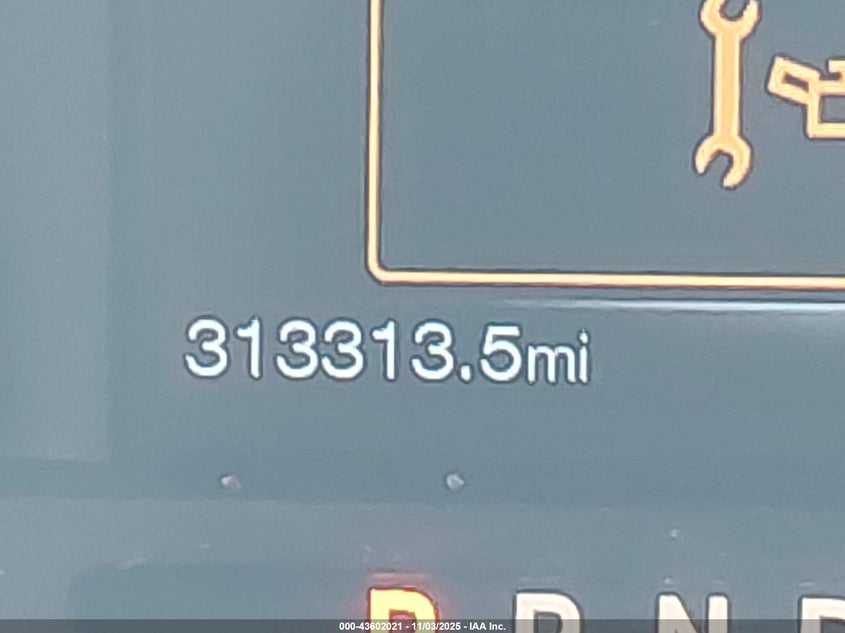 313313.5mi
P R N D
000-43602021 - 11/03/2025 - IAA Inc.